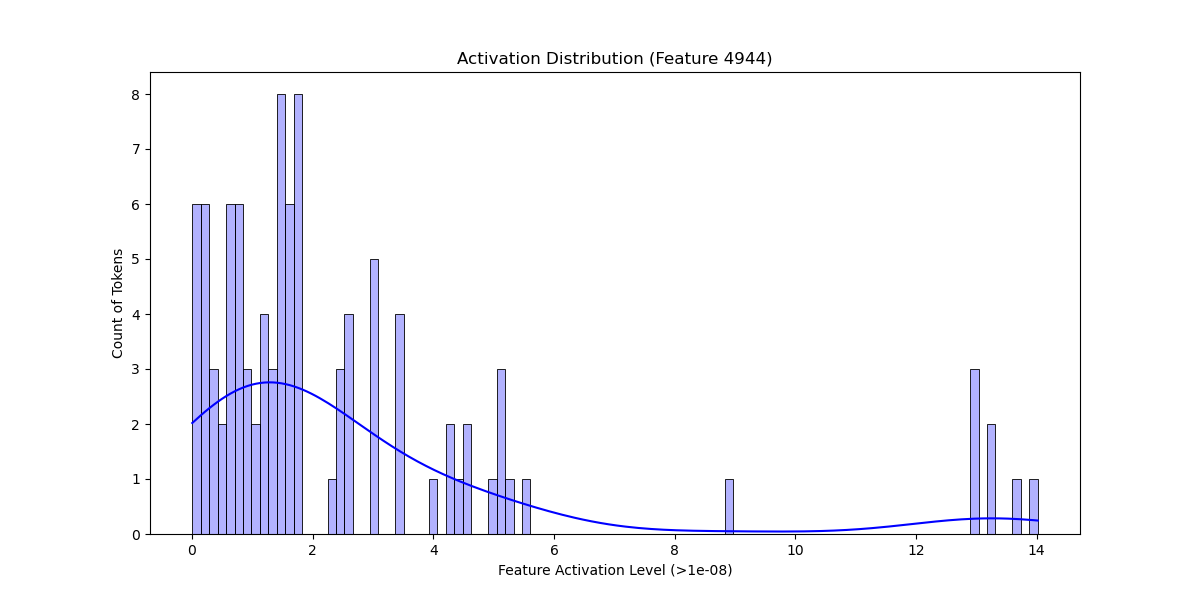 Activation Distribution (Feature 4944)
8
7
6
5
4
3
2
1
0
Count of Tokens
0 2 4 6 8 10 12 14
Feature Activation Level (>1e-08)